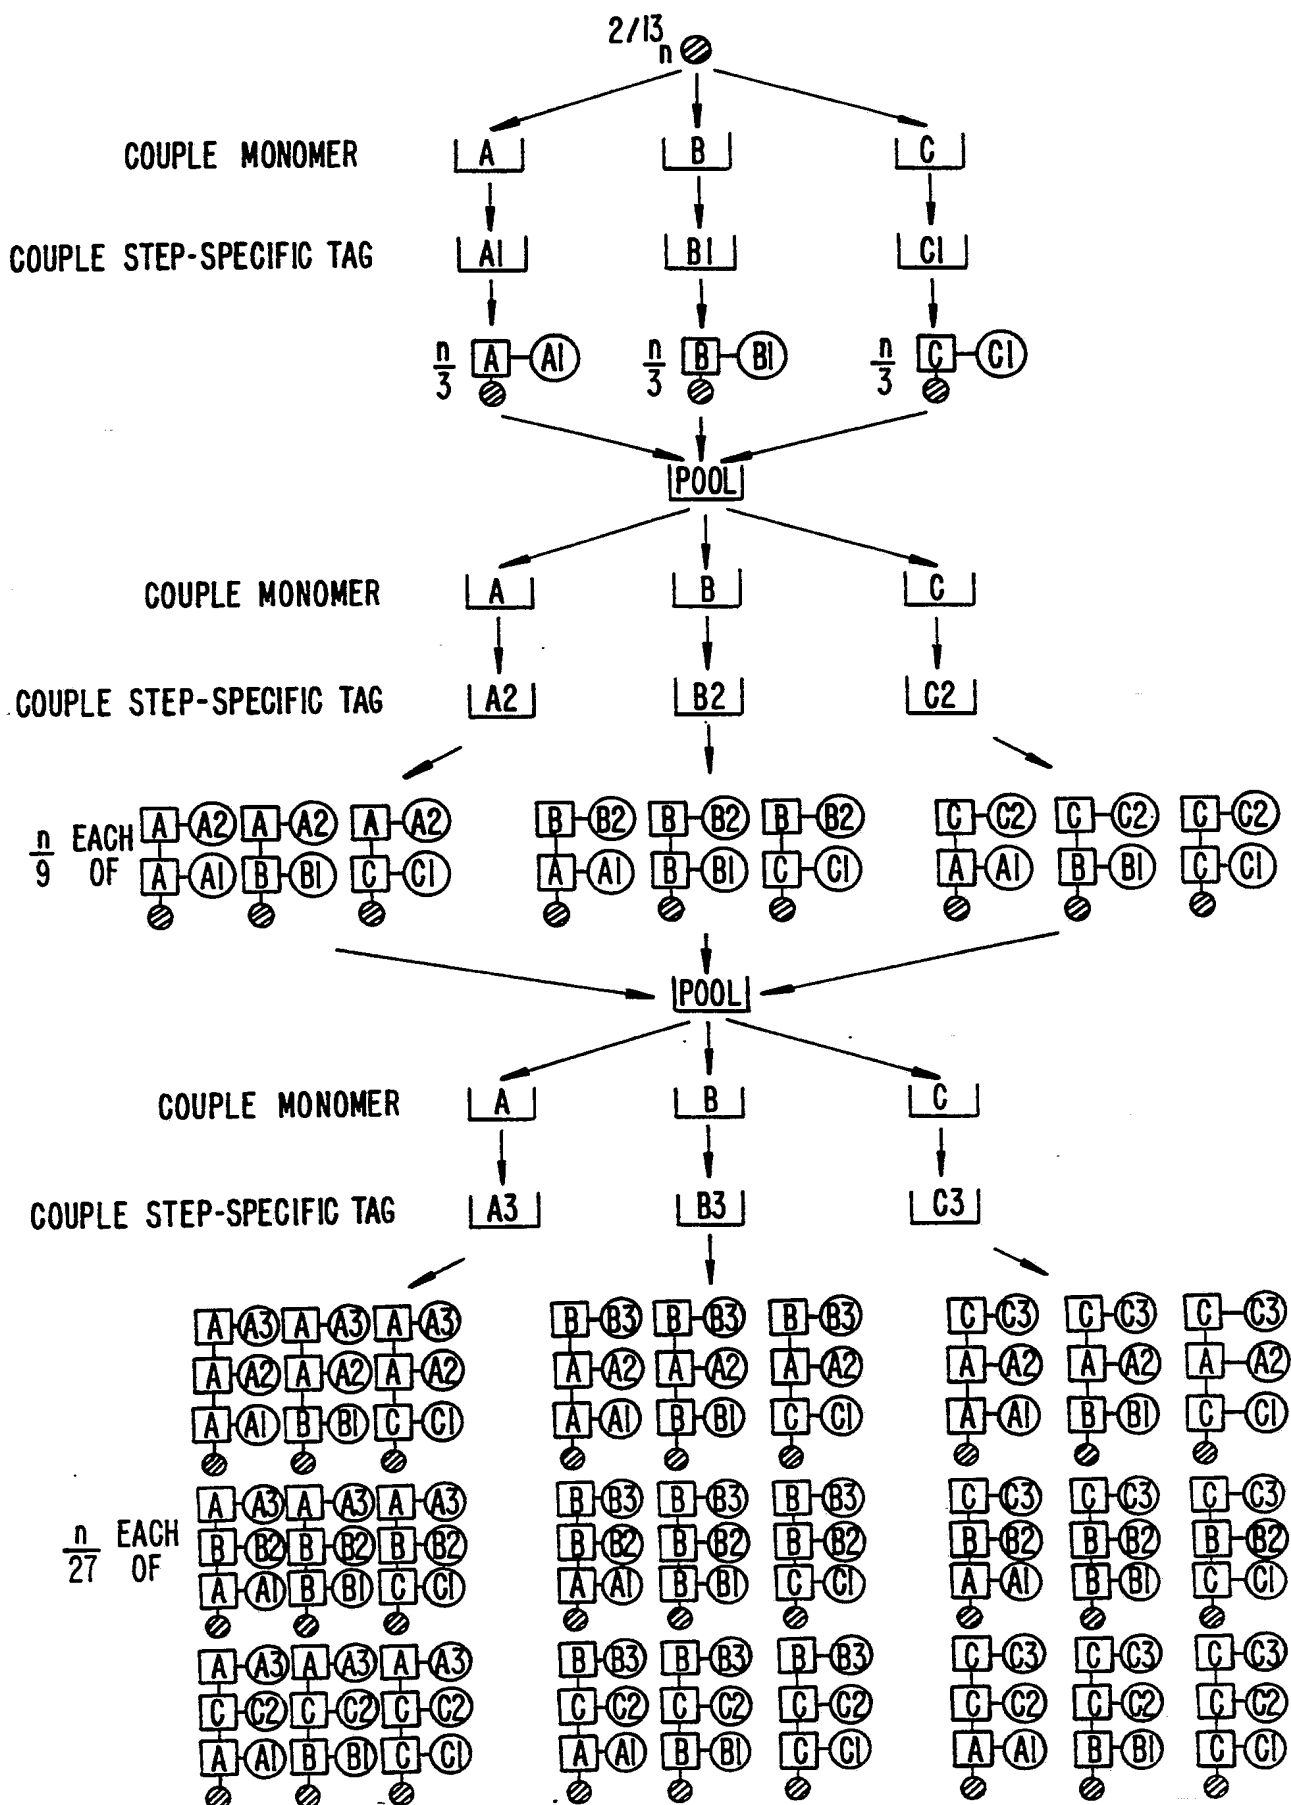 2/13
n
COUPLE MONOMER A B C
COUPLE STEP-SPECIFIC TAG A1 B1 C1
n/3 A A1 n/3 B B1 n/3 C C1
POOL
COUPLE MONOMER A B C
COUPLE STEP-SPECIFIC TAG A2 B2 C2
n/9 EACH OF
A A2 A A2 A A2 B B2 B B2 B B2 C C2 C C2 C C2
A A1 B B1 C C1 A A1 B B1 C C1 A A1 B B1 C C1
POOL
COUPLE MONOMER A B C
COUPLE STEP-SPECIFIC TAG A3 B3 C3
A A3 A A3 A A3 B B3 B B3 B B3 C C3 C C3 C C3
A A2 A A2 A A2 A A2 A A2 A A2 A A2 A A2 A A2
A A1 B B1 C C1 A A1 B B1 C C1 A A1 B B1 C C1
n/27 EACH OF
A A3 A A3 A A3 B B3 B B3 B B3 C C3 C C3 C C3
B B2 B B2 B B2 B B2 B B2 B B2 B B2 B B2 B B2
A A1 B B1 C C1 A A1 B B1 C C1 A A1 B B1 C C1
A A3 A A3 A A3 B B3 B B3 B B3 C C3 C C3 C C3
C C2 C C2 C C2 C C2 C C2 C C2 C C2 C C2 C C2
A A1 B B1 C C1 A A1 B B1 C C1 A A1 B B1 C C1